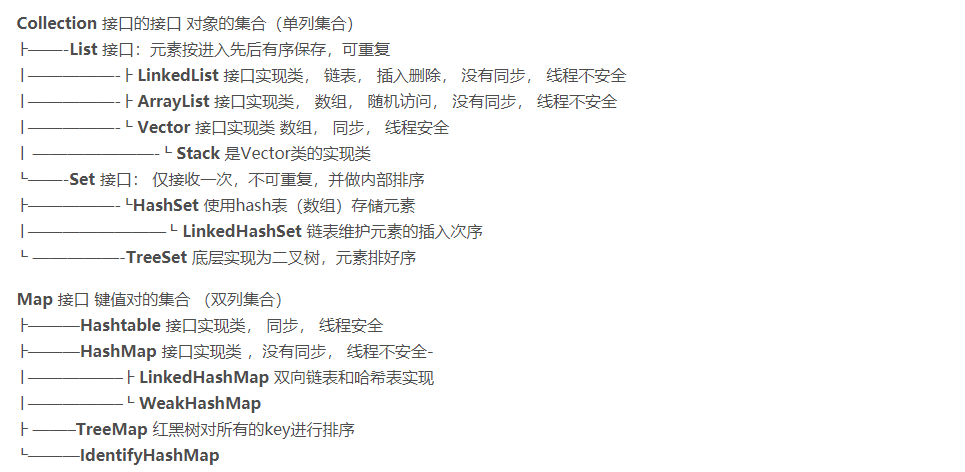 Collection 接口的接口 对象的集合（单列集合）
├——-List 接口：元素按进入先后有序保存，可重复
│—————-├ LinkedList 接口实现类， 链表， 插入删除， 没有同步， 线程不安全
│—————-├ ArrayList 接口实现类， 数组， 随机访问， 没有同步， 线程不安全
│—————-└ Vector 接口实现类 数组， 同步， 线程安全
│ ———————-└ Stack 是Vector类的实现类
└——-Set 接口： 仅接收一次，不可重复，并做内部排序
├—————-└HashSet 使用hash表（数组）存储元素
│————————└ LinkedHashSet 链表维护元素的插入次序
└ —————-TreeSet 底层实现为二叉树，元素排好序
Map 接口 键值对的集合 （双列集合）
├———Hashtable 接口实现类， 同步， 线程安全
├———HashMap 接口实现类 ，没有同步， 线程不安全-
│—————–├ LinkedHashMap 双向链表和哈希表实现
│—————–└ WeakHashMap
├ ——–TreeMap 红黑树对所有的key进行排序
└———IdentifyHashMap